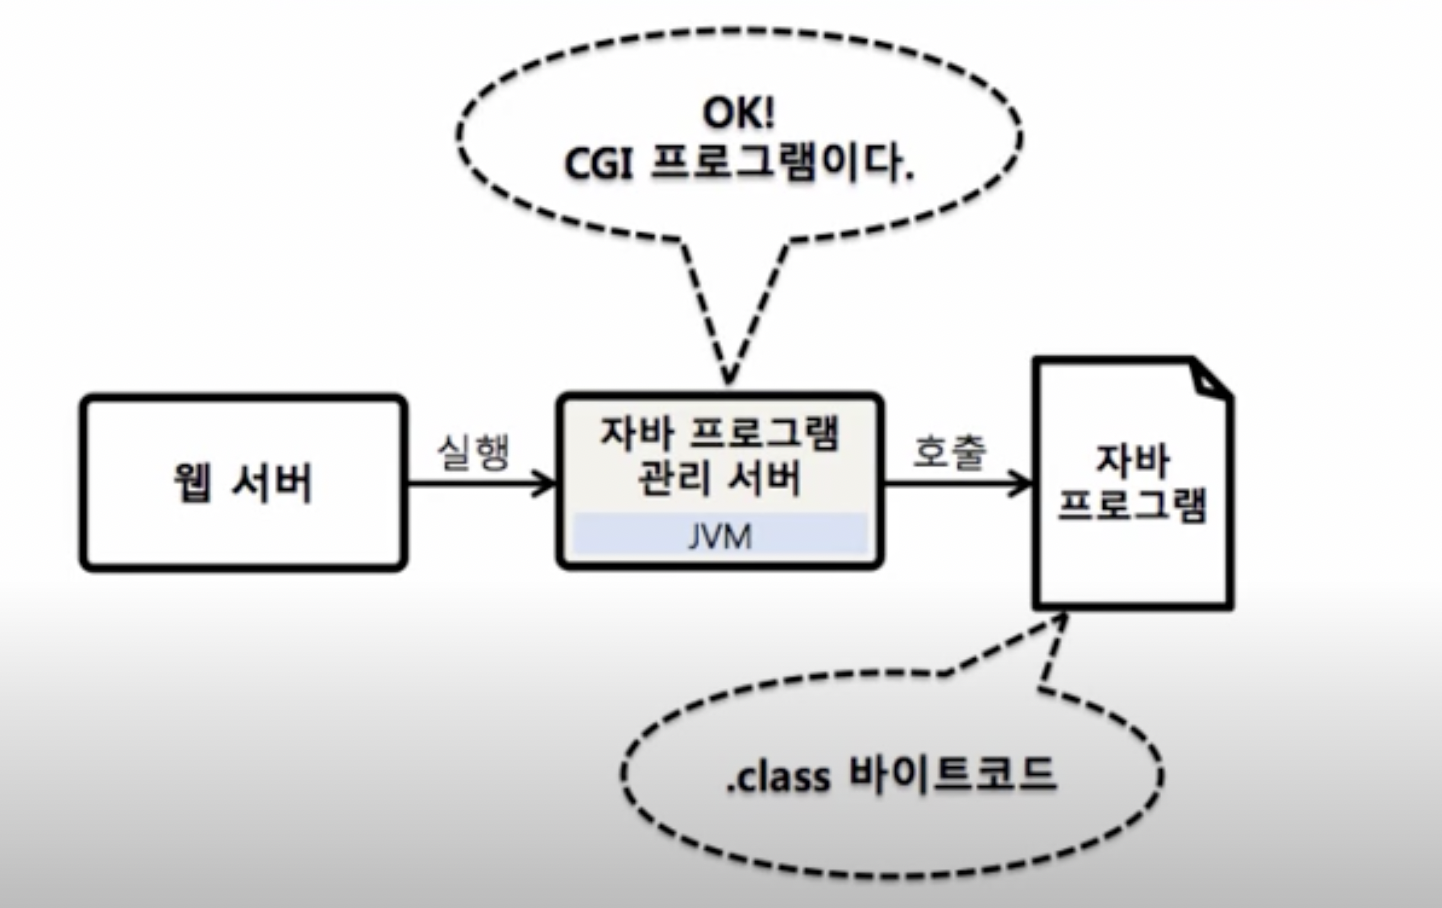 OK!
CGI 프로그램이다.
웹 서버
실행
자바 프로그램
관리 서버
JVM
호출
자바
프로그램
.class 바이트코드